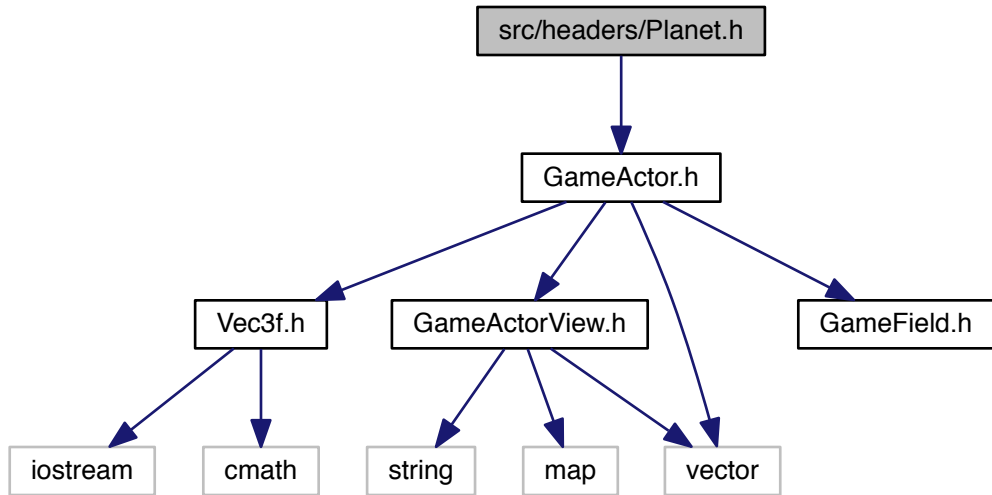 src/headers/Planet.h
GameActor.h
Vec3f.h
GameActorView.h
GameField.h
iostream
cmath
string
map
vector